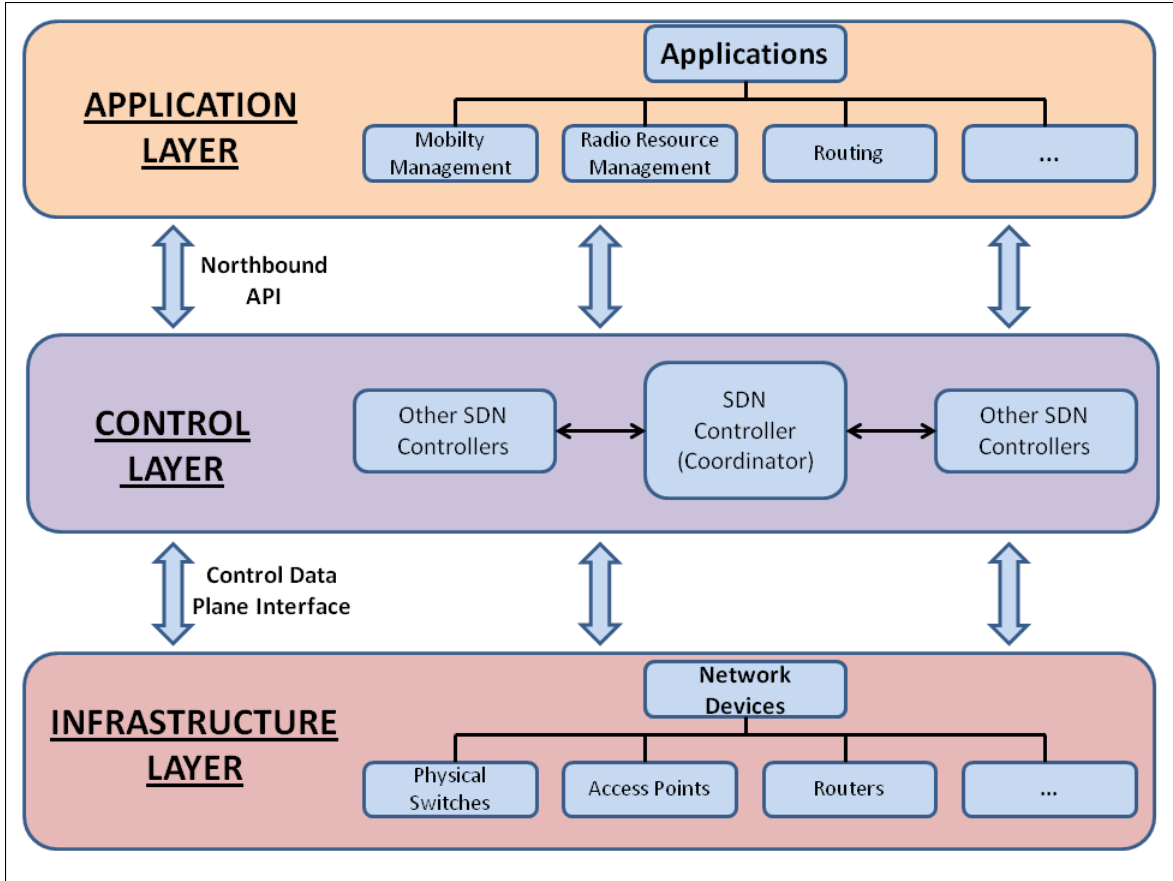 Applications
APPLICATION
LAYER
Mobilty
Management
Radio Resource
Management
Routing
...
Northbound
API
CONTROL
LAYER
Other SDN
Controllers
SDN
Controller
(Coordinator)
Other SDN
Controllers
Control Data
Plane Interface
INFRASTRUCTURE
LAYER
Network
Devices
Physical
Switches
Access Points
Routers
...